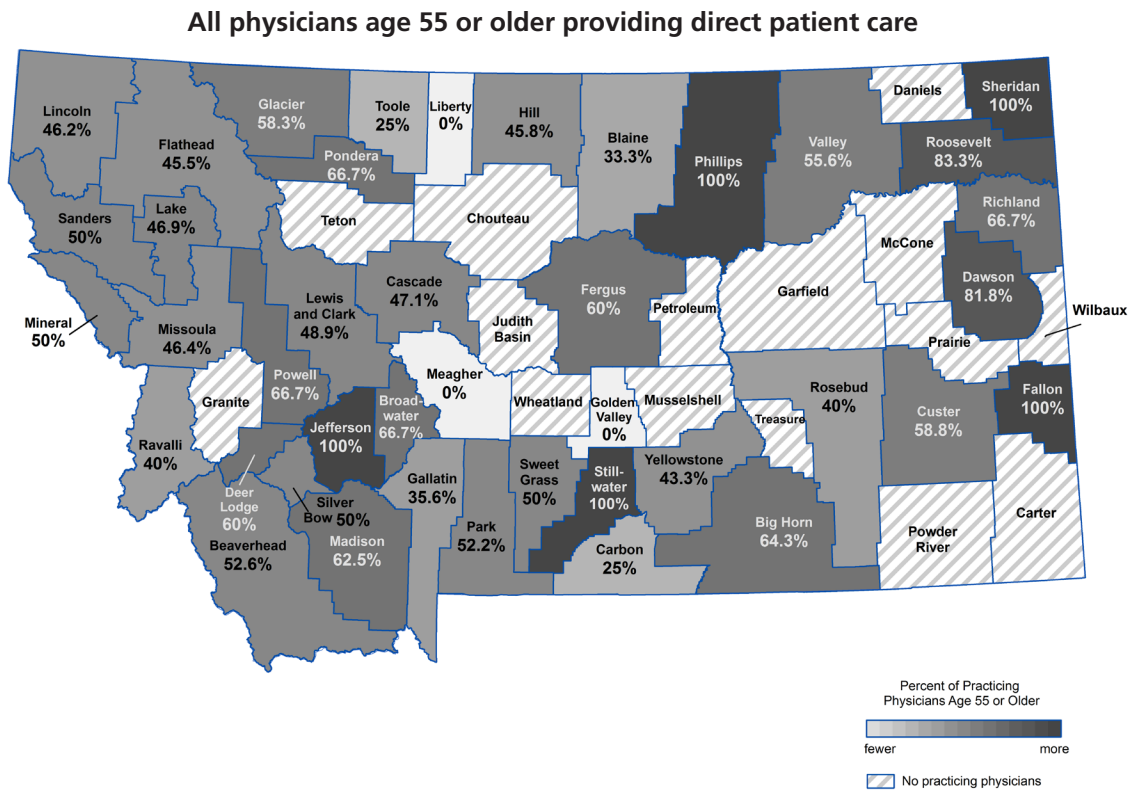 All physicians age 55 or older providing direct patient care
Lincoln
46.2%
Flathead
45.5%
Glacier
58.3%
Toole
25%
Liberty
0%
Hill
45.8%
Blaine
33.3%
Phillips
100%
Valley
55.6%
Daniels
Sheridan
100%
Roosevelt
83.3%
Pondera
66.7%
Teton
Chouteau
Sanders
50%
Lake
46.9%
Richland
66.7%
McCone
Dawson
81.8%
Garfield
Wilbaux
Cascade
47.1%
Fergus
60%
Petroleum
Judith
Basin
Lewis
and Clark
48.9%
Mineral
50%
Missoula
46.4%
Prairie
Powell
66.7%
Granite
Meagher
0%
Broad-
water
66.7%
Wheatland
Golden
Valley
0%
Musselshell
Rosebud
40%
Treasure
Custer
58.8%
Fallon
100%
Jefferson
100%
Ravalli
40%
Deer
Lodge
60%
Silver
Bow 50%
Gallatin
35.6%
Sweet
Grass
50%
Still-
water
100%
Yellowstone
43.3%
Park
52.2%
Beaverhead
52.6%
Madison
62.5%
Carbon
25%
Big Horn
64.3%
Powder
River
Carter
Percent of Practicing
Physicians Age 55 or Older
fewer more
No practicing physicians